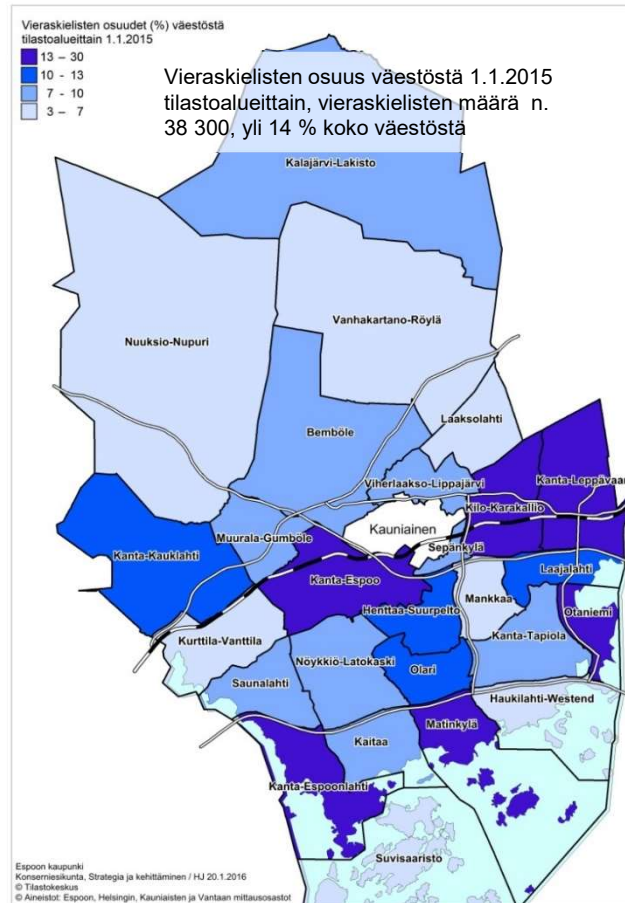 Vieraskielisten osuudet (%) väestöstä
tilastoalueittain 1.1.2015
13 – 30
10 - 13
7 - 10
3 – 7
Vieraskielisten osuus väestöstä 1.1.2015
tilastoalueittain, vieraskielisten määrä n.
38 300, yli 14 % koko väestöstä
Kalajärvi-Lakisto
Nuuksio-Nupuri
Vanhakartano-Röylä
Laaksolahti
Bemböle
Viherlaakso-Lippajärvi
Kanta-Leppävaar
Kilo-Karakallio
Kauniainen
Muurala-Gumböle
Sepänkylä
Kanta-Kauklahti
Kanta-Espoo
Laajalahti
Mankkaa
Otaniemi
Henttaa-Suurpelto
Kanta-Tapiola
Kurttila-Vanttila
Nöykkiö-Latokaski
Olari
Saunalahti
Haukilahti-Westend
Matinkylä
Kaitaa
Kanta-Espoonlahti
Suvisaaristo
Espoon kaupunki
Konserniesikunta, Strategia ja kehittäminen / HJ 20.1.2016
© Tilastokeskus
© Aineistot: Espoon, Helsingin, Kauniaisten ja Vantaan mittausosastot